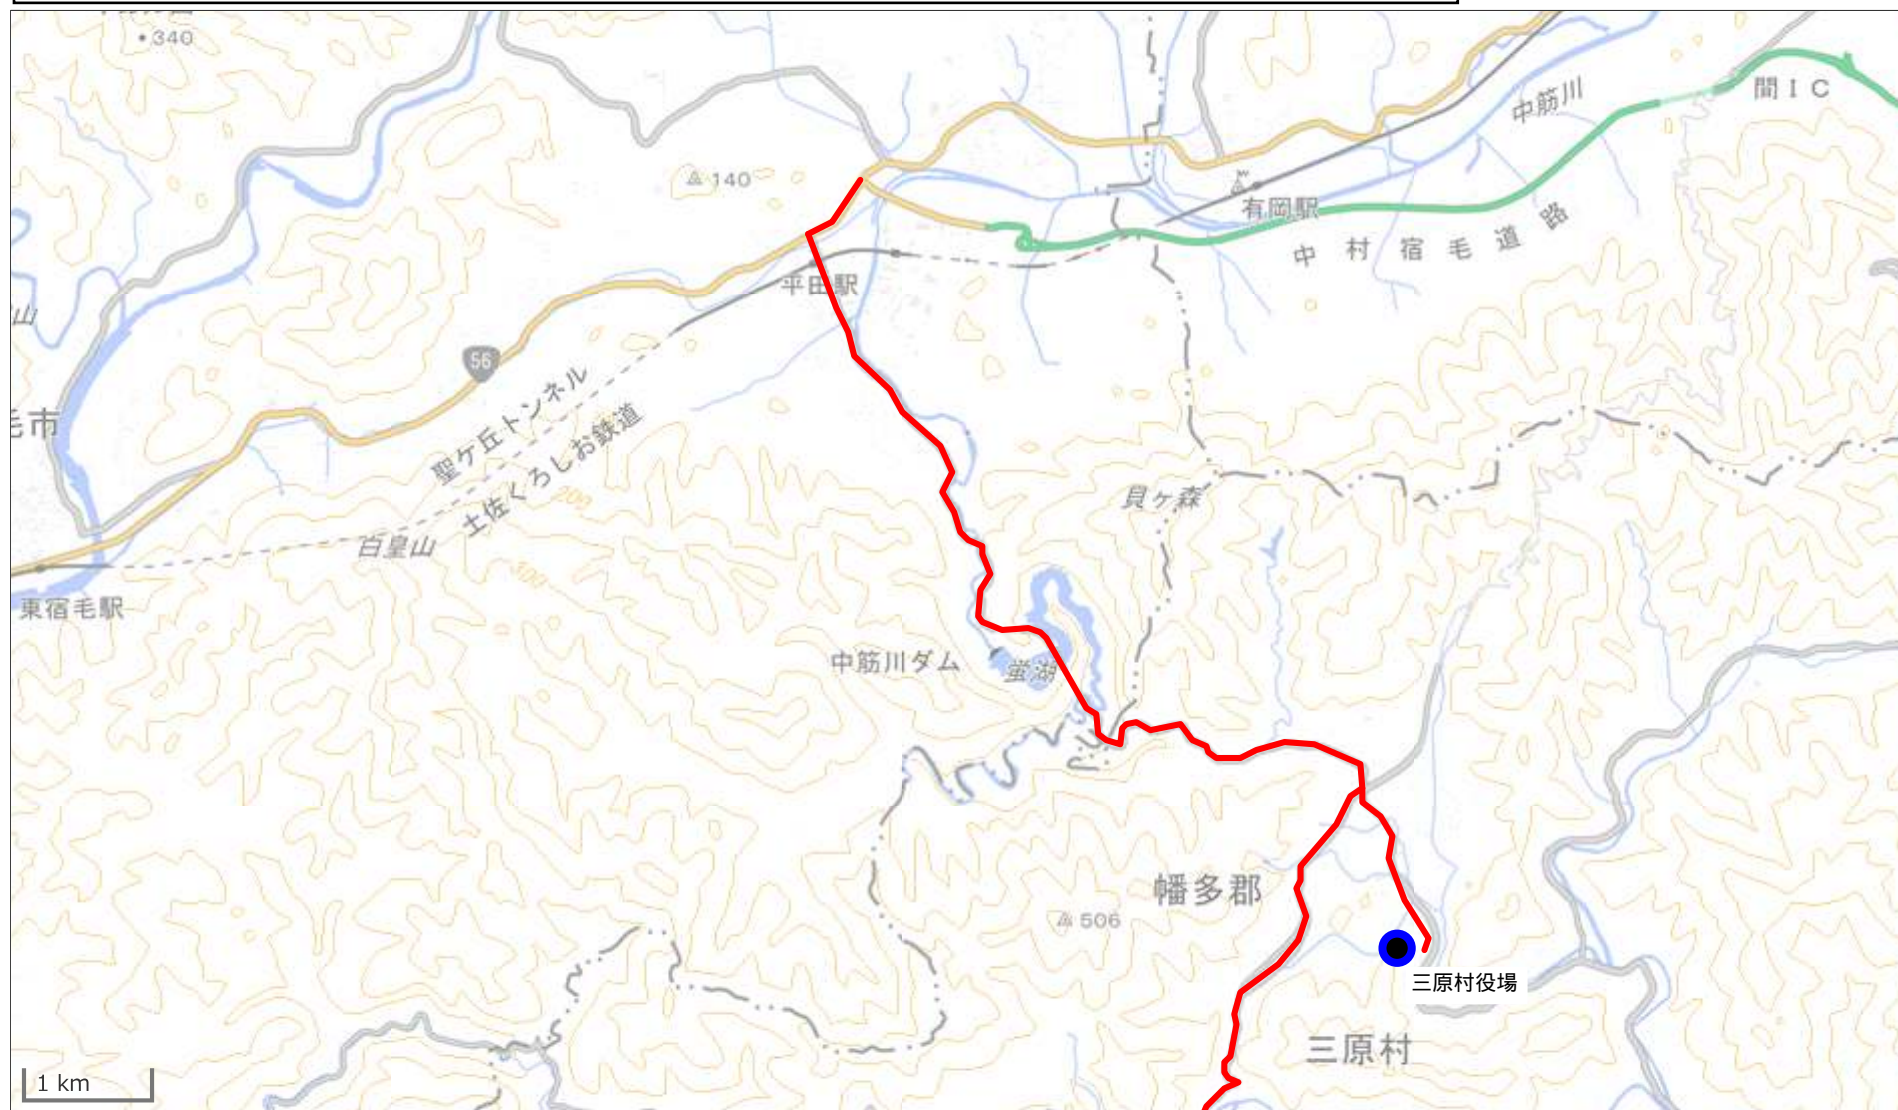 340
間IC
中筋川
140
有岡駅
中村宿毛道路
平田駅
山
56
聖ケ丘トンネル
土佐くろしお鉄道
毛市
200
貝ヶ森
白皇山
300
東宿毛駅
中筋川ダム
蛍湖
幡多郡
506
三原村役場
三原村
1 km